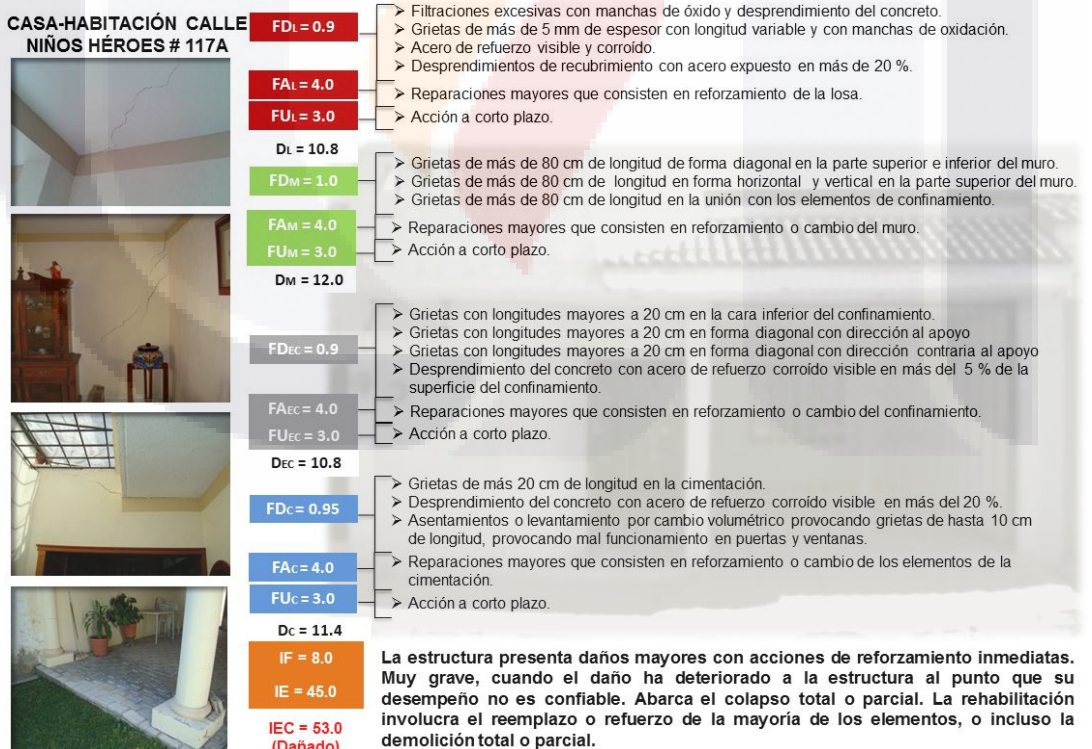 CASA-HABITACIÓN CALLE
NIÑOS HÉROES # 117A
FDL = 0.9
➢ Filtraciones excesivas con manchas de óxido y desprendimiento del concreto.
➢ Grietas de más de 5 mm de espesor con longitud variable y con manchas de oxidación.
➢ Acero de refuerzo visible y corroído.
➢ Desprendimientos de recubrimiento con acero expuesto en más de 20 %.
FAL = 4.0
➢ Reparaciones mayores que consisten en reforzamiento de la losa.
FUL = 3.0
➢ Acción a corto plazo.
DL = 10.8
FDM = 1.0
➢ Grietas de más de 80 cm de longitud de forma diagonal en la parte superior e inferior del muro.
➢ Grietas de más de 80 cm de longitud en forma horizontal y vertical en la parte superior del muro.
➢ Grietas de más de 80 cm de longitud en la unión con los elementos de confinamiento.
FAM = 4.0
➢ Reparaciones mayores que consisten en reforzamiento o cambio del muro.
FUM = 3.0
➢ Acción a corto plazo.
DM = 12.0
FDEC = 0.9
➢ Grietas con longitudes mayores a 20 cm en la cara inferior del confinamiento.
➢ Grietas con longitudes mayores a 20 cm en forma diagonal con dirección al apoyo
➢ Grietas con longitudes mayores a 20 cm en forma diagonal con dirección contraria al apoyo
➢ Desprendimiento del concreto con acero de refuerzo corroído visible en más del 5 % de la
superficie del confinamiento.
FAEC = 4.0
➢ Reparaciones mayores que consisten en reforzamiento o cambio del confinamiento.
FUEC = 3.0
➢ Acción a corto plazo.
DEC = 10.8
FDC = 0.95
➢ Grietas de más 20 cm de longitud en la cimentación.
➢ Desprendimiento del concreto con acero de refuerzo corroído visible en más del 20 %.
➢ Asentamientos o levantamiento por cambio volumétrico provocando grietas de hasta 10 cm
de longitud, provocando mal funcionamiento en puertas y ventanas.
FAC = 4.0
➢ Reparaciones mayores que consisten en reforzamiento o cambio de los elementos de la
cimentación.
FUC = 3.0
➢ Acción a corto plazo.
DC = 11.4
IF = 8.0
IE = 45.0
IEC = 53.0
(Dañado)
La estructura presenta daños mayores con acciones de reforzamiento inmediatas.
Muy grave, cuando el daño ha deteriorado a la estructura al punto que su
desempeño no es confiable. Abarca el colapso total o parcial. La rehabilitación
involucra el reemplazo o refuerzo de la mayoría de los elementos, o incluso la
demolición total o parcial.